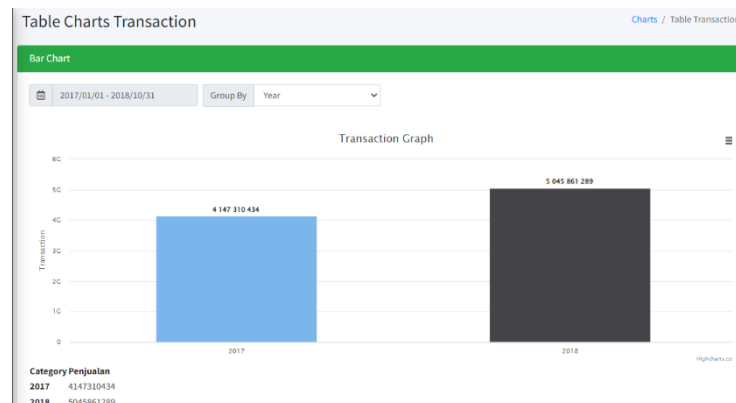 Table Charts Transaction
Charts / Table Transaction
Bar Chart
2017/01/01 - 2018/10/31
Group By Year
Transaction Graph
6G
5G
4G
3G
2G
1G
0
Transaction
4 147 310 434
5 045 861 289
2017
2018
Highcharts.co
Category Penjualan
2017 4147310434
2018 5045861289